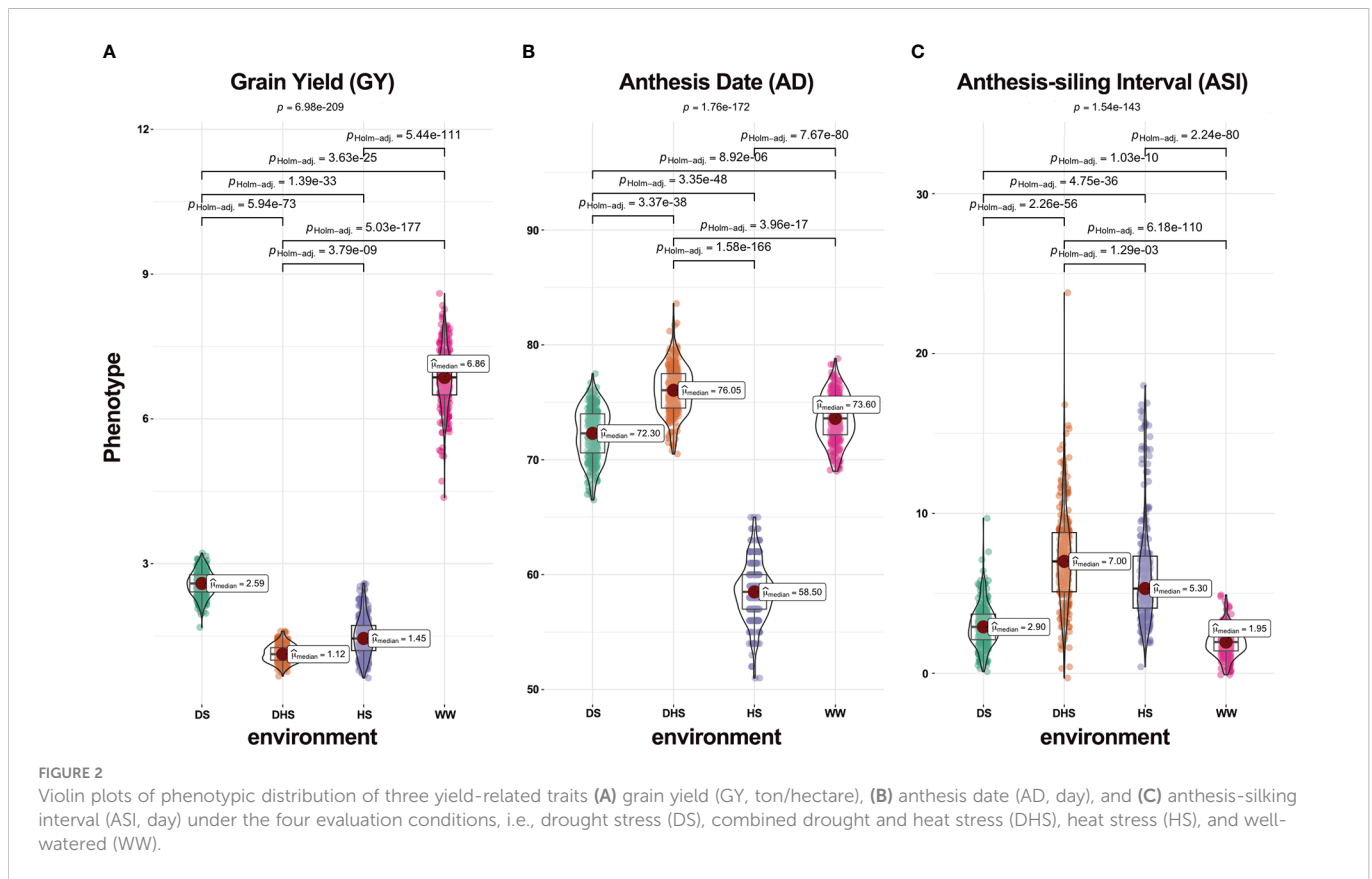 A
Grain Yield (GY)
p = 6.98e-209
12
9
6
3
Phenotype
pHolm−adj. = 5.44e-111
pHolm−adj. = 3.63e-25
pHolm−adj. = 1.39e-33
pHolm−adj. = 5.94e-73
pHolm−adj. = 5.03e-177
pHolm−adj. = 3.79e-09
μ̂median = 2.59
μ̂median = 1.12
μ̂median = 1.45
μ̂median = 6.86
DS DHS HS WW
environment
B
Anthesis Date (AD)
p = 1.76e-172
90
80
70
60
50
pHolm−adj. = 7.67e-80
pHolm−adj. = 8.92e-06
pHolm−adj. = 3.35e-48
pHolm−adj. = 3.37e-38
pHolm−adj. = 3.96e-17
pHolm−adj. = 1.58e-166
μ̂median = 72.30
μ̂median = 76.05
μ̂median = 58.50
μ̂median = 73.60
DS DHS HS WW
environment
C
Anthesis-siling Interval (ASI)
p = 1.54e-143
30
20
10
0
pHolm−adj. = 2.24e-80
pHolm−adj. = 1.03e-10
pHolm−adj. = 4.75e-36
pHolm−adj. = 2.26e-56
pHolm−adj. = 6.18e-110
pHolm−adj. = 1.29e-03
μ̂median = 2.90
μ̂median = 7.00
μ̂median = 5.30
μ̂median = 1.95
DS DHS HS WW
environment
FIGURE 2
Violin plots of phenotypic distribution of three yield-related traits (A) grain yield (GY, ton/hectare), (B) anthesis date (AD, day), and (C) anthesis-silking
interval (ASI, day) under the four evaluation conditions, i.e., drought stress (DS), combined drought and heat stress (DHS), heat stress (HS), and well-
watered (WW).